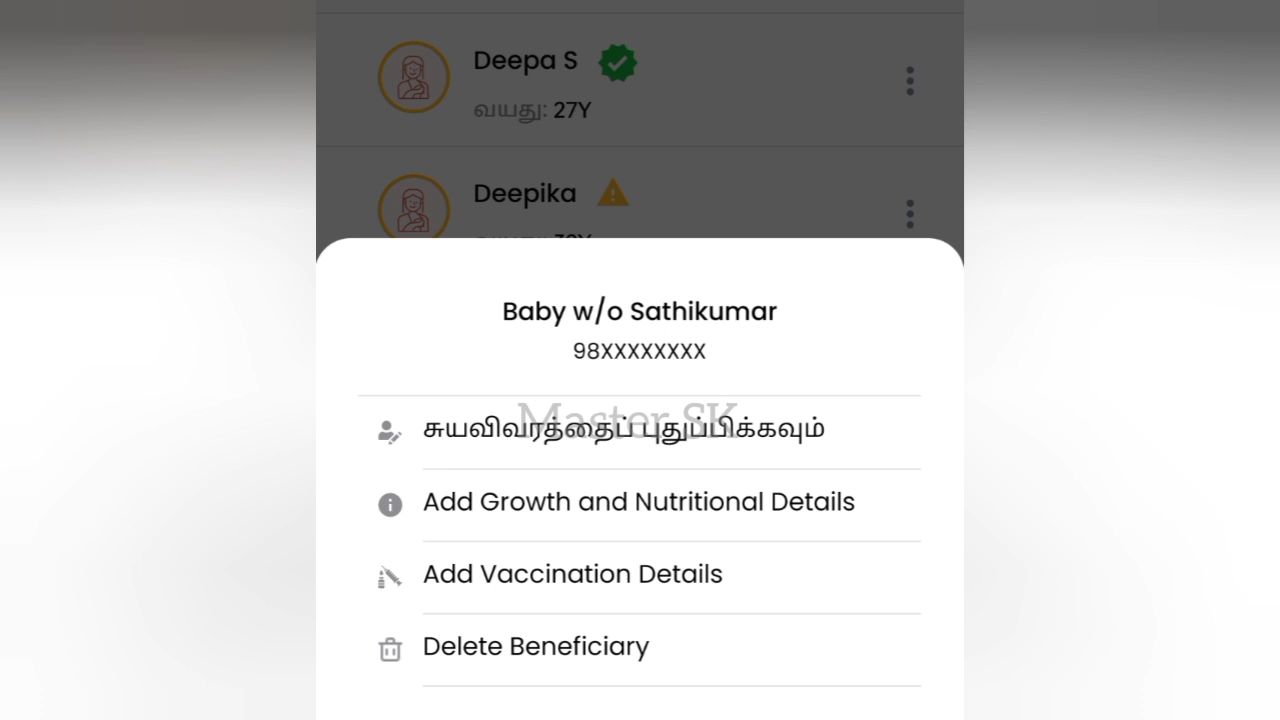 Deepa S
வயது: 27Y
Deepika
Baby w/o Sathikumar
98XXXXXXXX
Master SK
சுயவிவரத்தைப் புதுப்பிக்கவும்
Add Growth and Nutritional Details
Add Vaccination Details
Delete Beneficiary